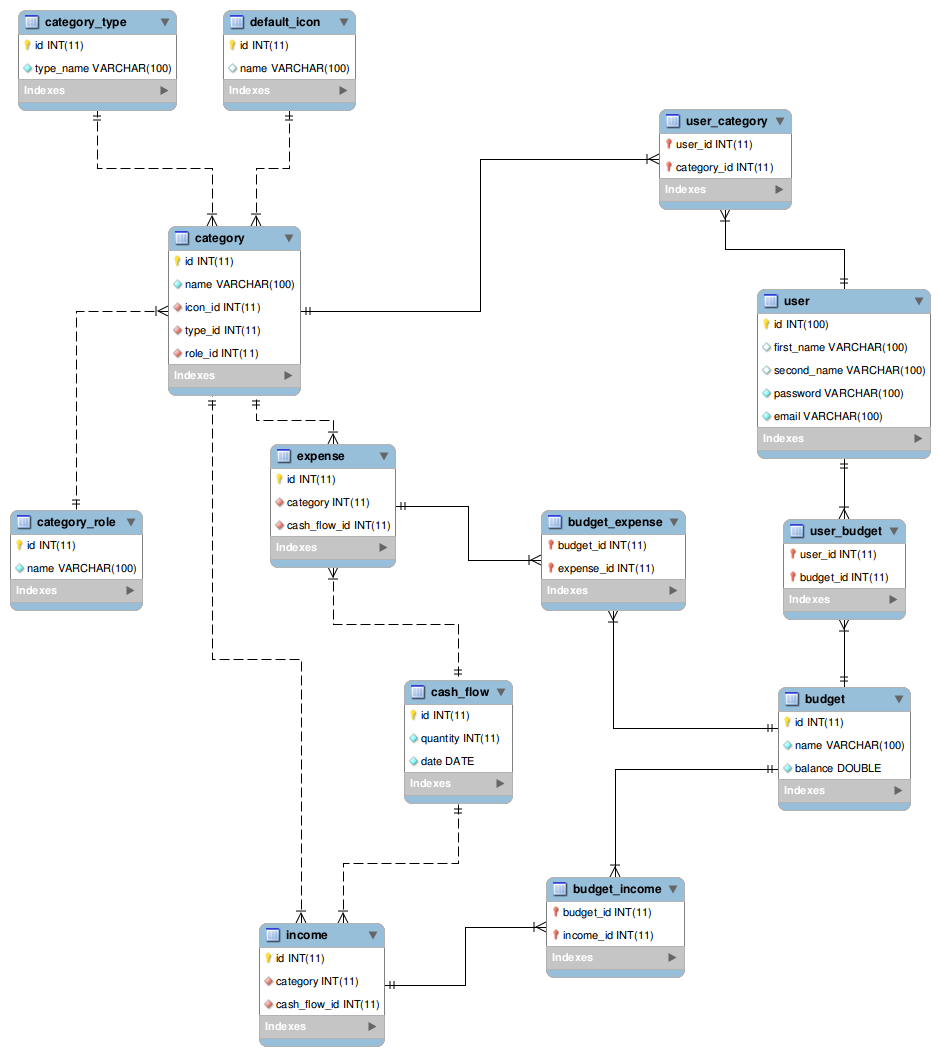 category_type
id INT(11)
type_name VARCHAR(100)
Indexes
default_icon
id INT(11)
name VARCHAR(100)
Indexes
user_category
user_id INT(11)
category_id INT(11)
Indexes
category
id INT(11)
name VARCHAR(100)
icon_id INT(11)
type_id INT(11)
role_id INT(11)
Indexes
user
id INT(100)
first_name VARCHAR(100)
second_name VARCHAR(100)
password VARCHAR(100)
email VARCHAR(100)
Indexes
expense
id INT(11)
category INT(11)
cash_flow_id INT(11)
Indexes
category_role
id INT(11)
name VARCHAR(100)
Indexes
budget_expense
budget_id INT(11)
expense_id INT(11)
Indexes
user_budget
user_id INT(11)
budget_id INT(11)
Indexes
cash_flow
id INT(11)
quantity INT(11)
date DATE
Indexes
budget
id INT(11)
name VARCHAR(100)
balance DOUBLE
Indexes
budget_income
budget_id INT(11)
income_id INT(11)
Indexes
income
id INT(11)
category INT(11)
cash_flow_id INT(11)
Indexes